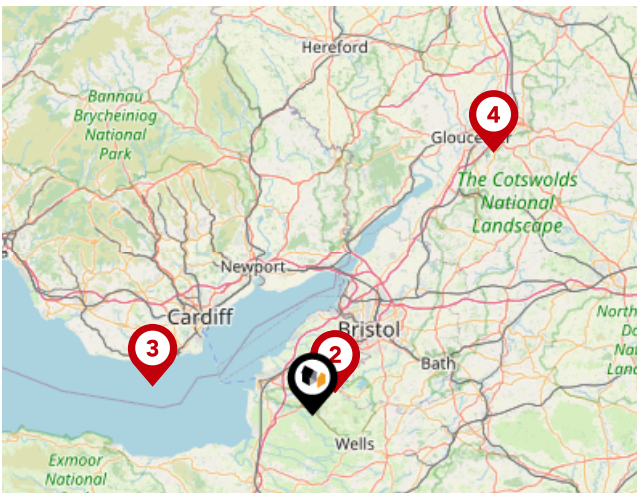 Hereford
Bannau
Brycheiniog
National
Park
4
The Cotswolds
National
Landscape
Newport
Cardiff
Bristol
3
2
Bath
Wells
Exmoor
National